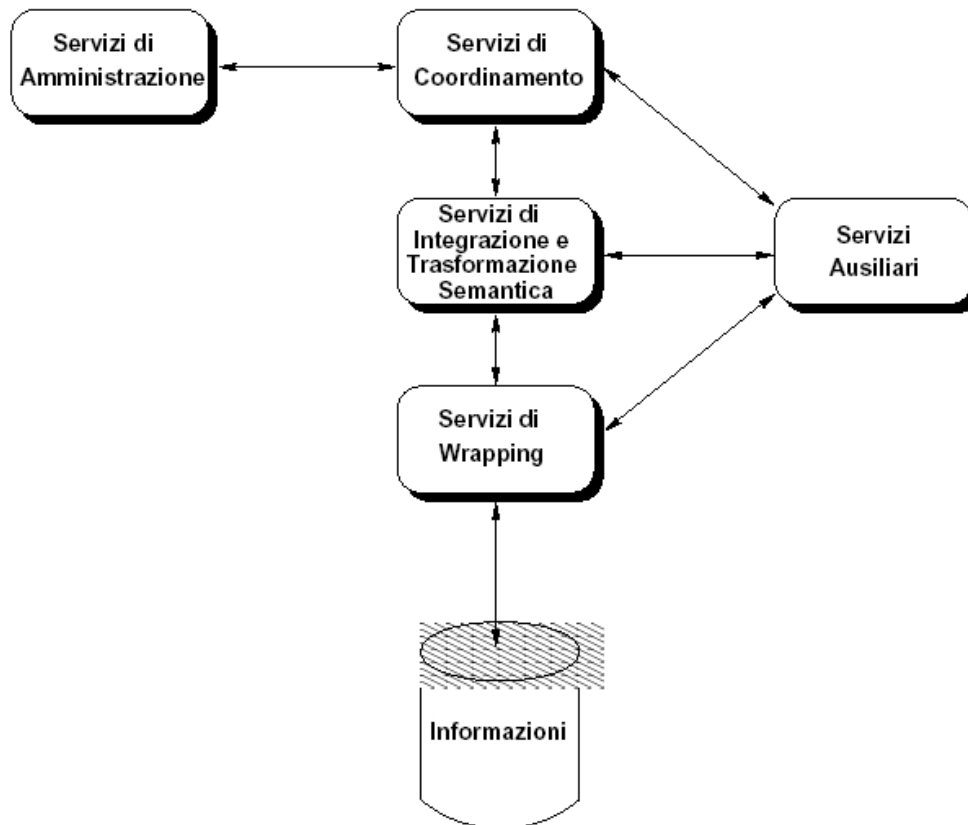 Servizi di
Amministrazione
Servizi di
Coordinamento
Servizi di
Integrazione e
Trasformazione
Semantica
Servizi
Ausiliari
Servizi di
Wrapping
Informazioni